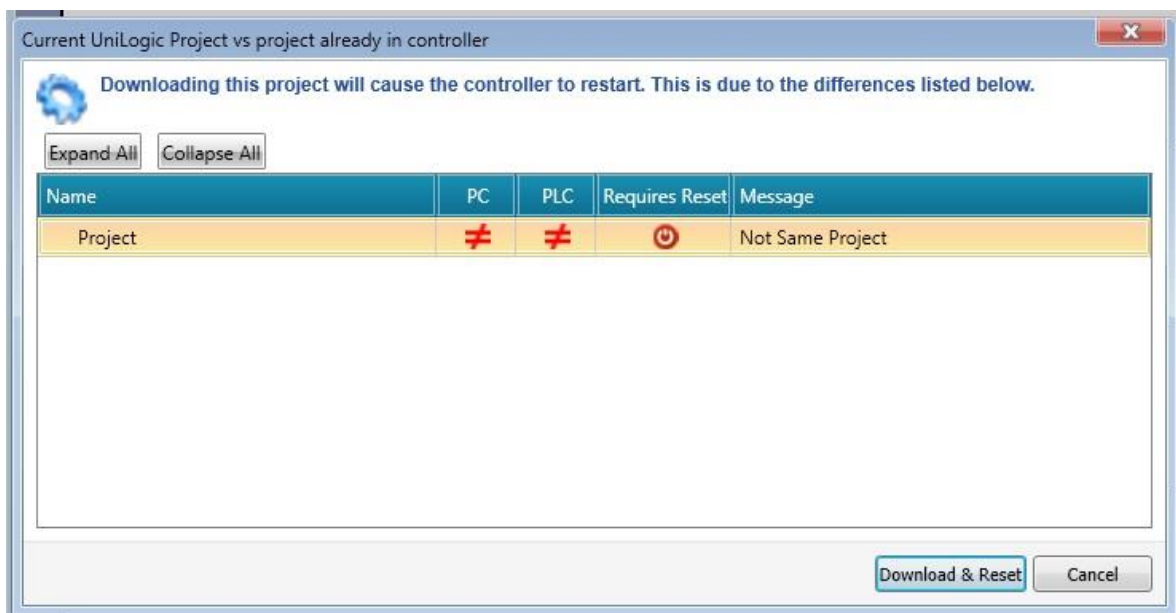 Current UniLogic Project vs project already in controller
Downloading this project will cause the controller to restart. This is due to the differences listed below.
Expand All Collapse All
Name PC PLC Requires Reset Message
Project ≠ ≠ Not Same Project
Download & Reset Cancel